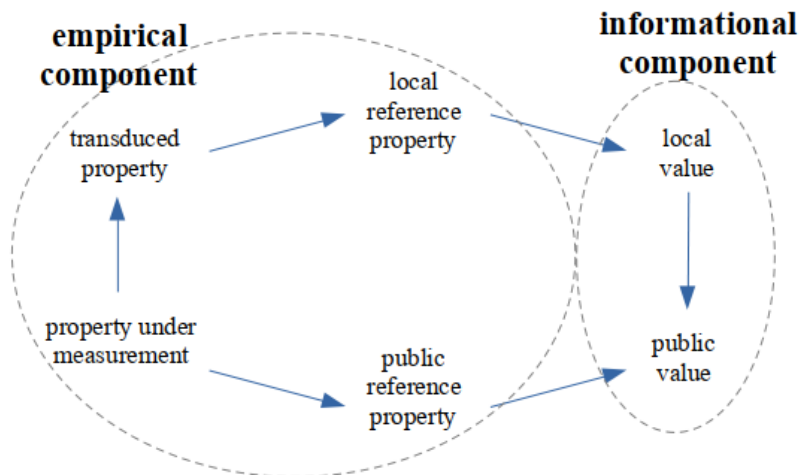 empirical
component
informational
component
local
reference
property
transduced
property
local
value
property under
measurement
public
reference
property
public
value